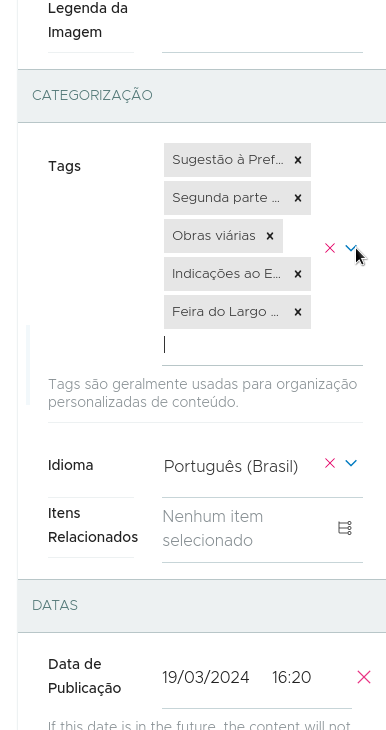 Legenda da
Imagem
CATEGORIZAÇÃO
Tags
Sugestão à Pref... ×
Segunda parte ... ×
Obras viárias ×
Indicações ao E... ×
Feira do Largo ... ×
Tags são geralmente usadas para organização
personalizadas de conteúdo.
Idioma
Português (Brasil)
Itens
Relacionados
Nenhum item
selecionado
DATAS
Data de
Publicação
19/03/2024 16:20
If this date is in the future, the content will not